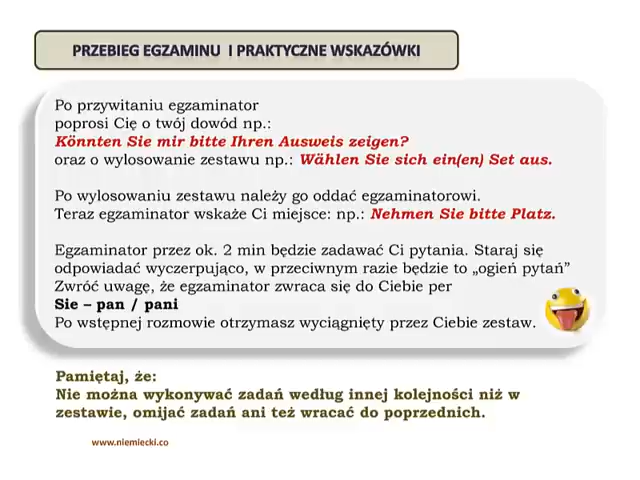 PRZEBIEG EGZAMINU I PRAKTYCZNE WSKAZÓWKI
Po przywitaniu egzaminator
poprosi Cię o twój dowód np.:
Könnten Sie mir bitte Ihren Ausweis zeigen?
oraz o wylosowanie zestawu np.: Wählen Sie sich ein(en) Set aus.
Po wylosowaniu zestawu należy go oddać egzaminatorowi.
Teraz egzaminator wskaże Ci miejsce: np.: Nehmen Sie bitte Platz.
Egzaminator przez ok. 2 min będzie zadawać Ci pytania. Staraj się
odpowiadać wyczerpująco, w przeciwnym razie będzie to „ogień pytań”
Zwróć uwagę, że egzaminator zwraca się do Ciebie per
Sie – pan / pani
Po wstępnej rozmowie otrzymasz wyciągnięty przez Ciebie zestaw.
Pamiętaj, że:
Nie można wykonywać zadań według innej kolejności niż w
zestawie, omijać zadań ani też wracać do poprzednich.
www.niemiecki.co